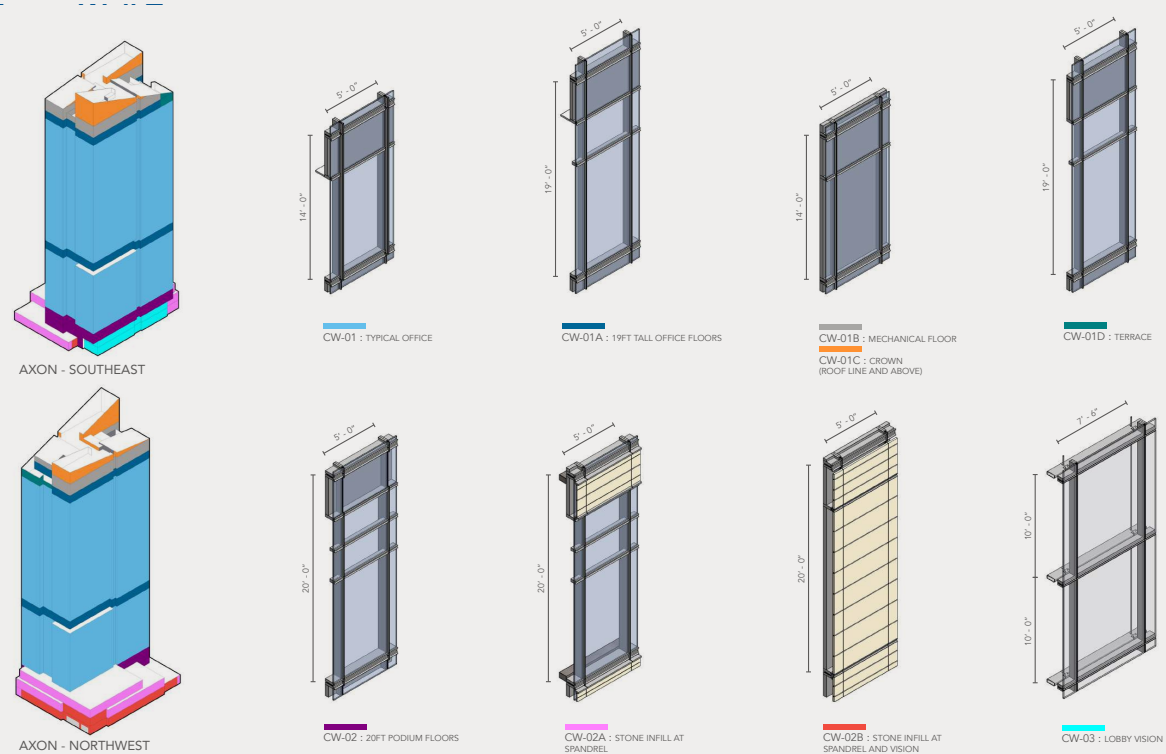 5' - 0"
14' - 0"
CW-01 : TYPICAL OFFICE
5' - 0"
19' - 0"
CW-01A : 19FT TALL OFFICE FLOORS
5' - 0"
14' - 0"
CW-01B : MECHANICAL FLOOR
CW-01C : CROWN
(ROOF LINE AND ABOVE)
5' - 0"
19' - 0"
CW-01D : TERRACE
AXON - SOUTHEAST
5' - 0"
20' - 0"
CW-02 : 20FT PODIUM FLOORS
5' - 0"
20' - 0"
CW-02A : STONE INFILL AT
SPANDREL
5' - 0"
20' - 0"
CW-02B : STONE INFILL AT
SPANDREL AND VISION
7' - 6"
10' - 0"
10' - 0"
CW-03 : LOBBY VISION
AXON - NORTHWEST